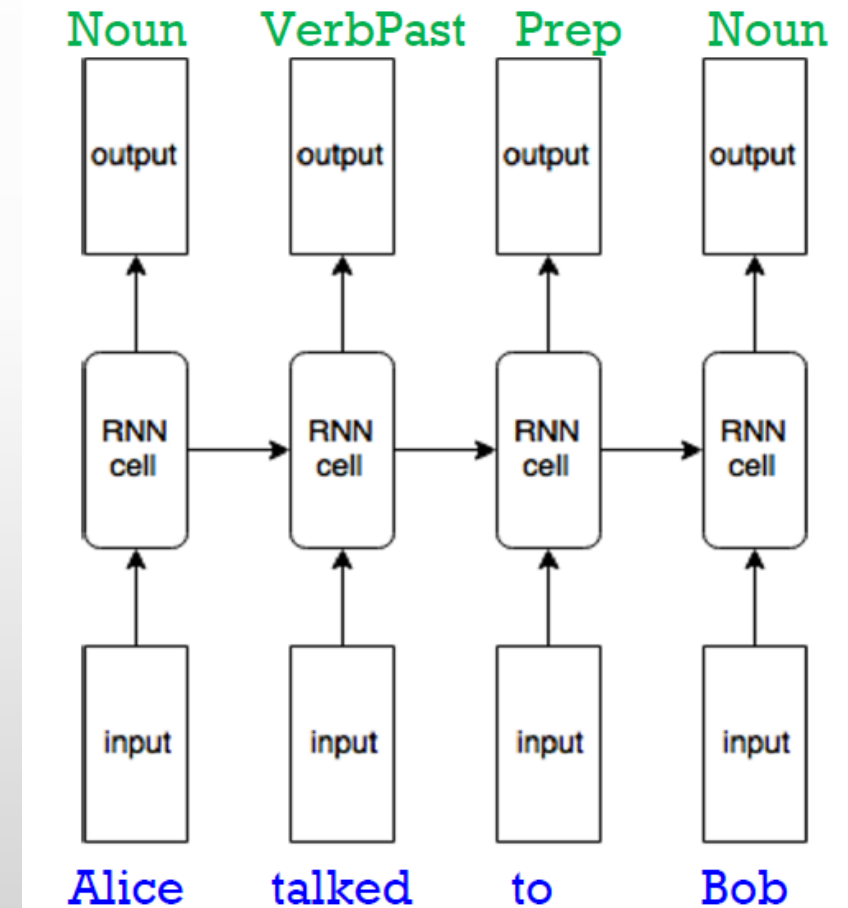 Noun VerbPast Prep Noun
output output output output
RNN RNN RNN RNN
cell cell cell cell
input input input input
Alice talked to Bob